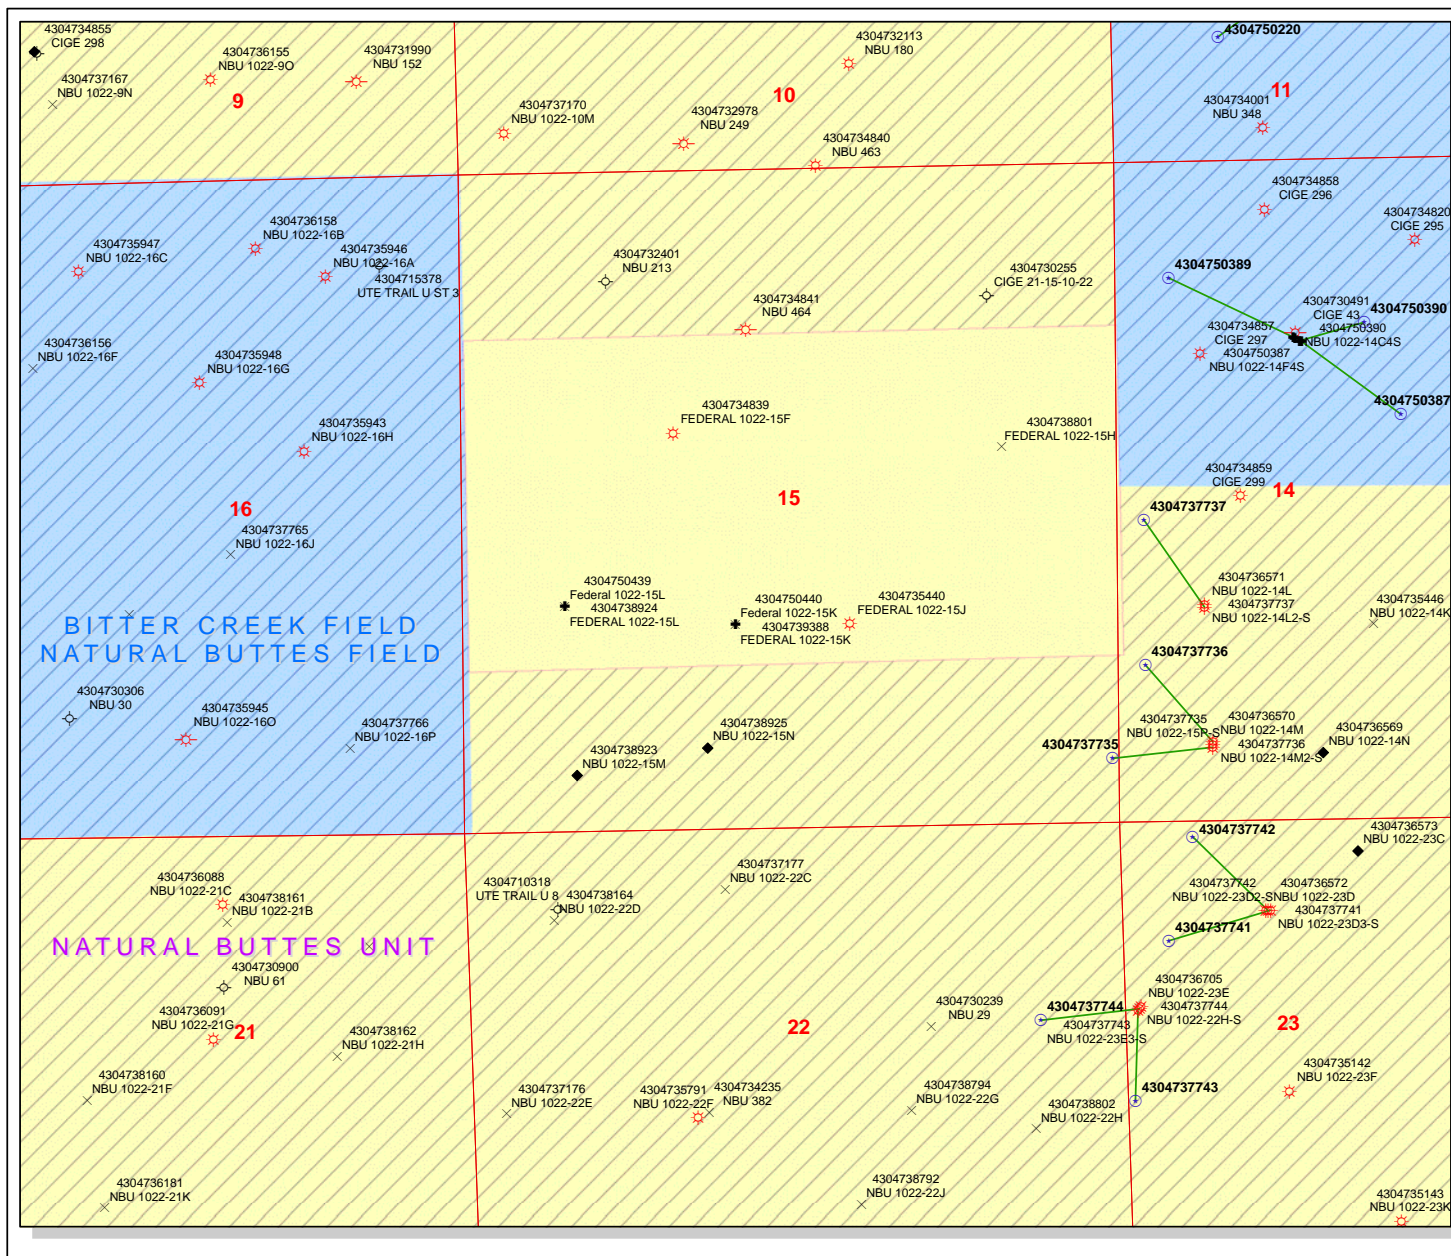 4304734855
CIGE 298
4304737167
NBU 1022-9N
4304736155
NBU 1022-9O
4304731990
NBU 152
9
4304732113
NBU 180
10
4304737170
NBU 1022-10M
4304732978
NBU 249
4304734840
NBU 463
4304750220
11
4304734001
NBU 348
4304735947
NBU 1022-16C
4304736158
NBU 1022-16B
4304735946
NBU 1022-16A
4304715378
UTE TRAIL U ST 3
4304736156
NBU 1022-16F
4304735948
NBU 1022-16G
4304735943
NBU 1022-16H
16
4304737765
NBU 1022-16J
BITTER CREEK FIELD
NATURAL BUTTES FIELD
4304730306
NBU 30
4304735945
NBU 1022-16O
4304737766
NBU 1022-16P
4304732401
NBU 213
4304730255
CIGE 21-15-10-22
4304734841
NBU 464
4304734839
FEDERAL 1022-15F
4304738801
FEDERAL 1022-15H
15
4304750439
Federal 1022-15L
4304738924
FEDERAL 1022-15L
4304750440
Federal 1022-15K
4304739388
FEDERAL 1022-15K
4304735440
FEDERAL 1022-15J
4304738925
NBU 1022-15N
4304738923
NBU 1022-15M
4304734858
CIGE 296
4304734820
CIGE 295
4304750389
4304730491
CIGE 43
4304750390
4304734857
CIGE 297
4304750390
NBU 1022-14C4S
4304750387
NBU 1022-14F4S
4304750387
4304734859
CIGE 299
14
4304737737
4304736571
NBU 1022-14L
4304737737
NBU 1022-14L2-S
4304735446
NBU 1022-14K
4304737736
4304737735
NBU 1022-15P-S
4304736570
NBU 1022-14M
4304737736
NBU 1022-14M2-S
4304736569
NBU 1022-14N
4304737735
4304736088
NBU 1022-21C
4304738161
NBU 1022-21B
NATURAL BUTTES UNIT
4304730900
NBU 61
4304736091
NBU 1022-21G
21
4304738162
NBU 1022-21H
4304738160
NBU 1022-21F
4304736181
NBU 1022-21K
4304737177
NBU 1022-22C
4304710318
UTE TRAIL U 8
4304738164
NBU 1022-22D
4304730239
NBU 29
22
4304737176
NBU 1022-22E
4304735791
NBU 1022-22F
4304734235
NBU 382
4304738794
NBU 1022-22G
4304738802
NBU 1022-22H
4304738792
NBU 1022-22J
4304737742
4304736573
NBU 1022-23C
4304737742
NBU 1022-23D2-S
4304736572
NBU 1022-23D
4304737741
NBU 1022-23D3-S
4304737741
4304736705
NBU 1022-23E
4304737744
4304737744
NBU 1022-22H-S
4304737743
NBU 1022-23E3-S
23
4304735142
NBU 1022-23F
4304737743
4304735143
NBU 1022-23K